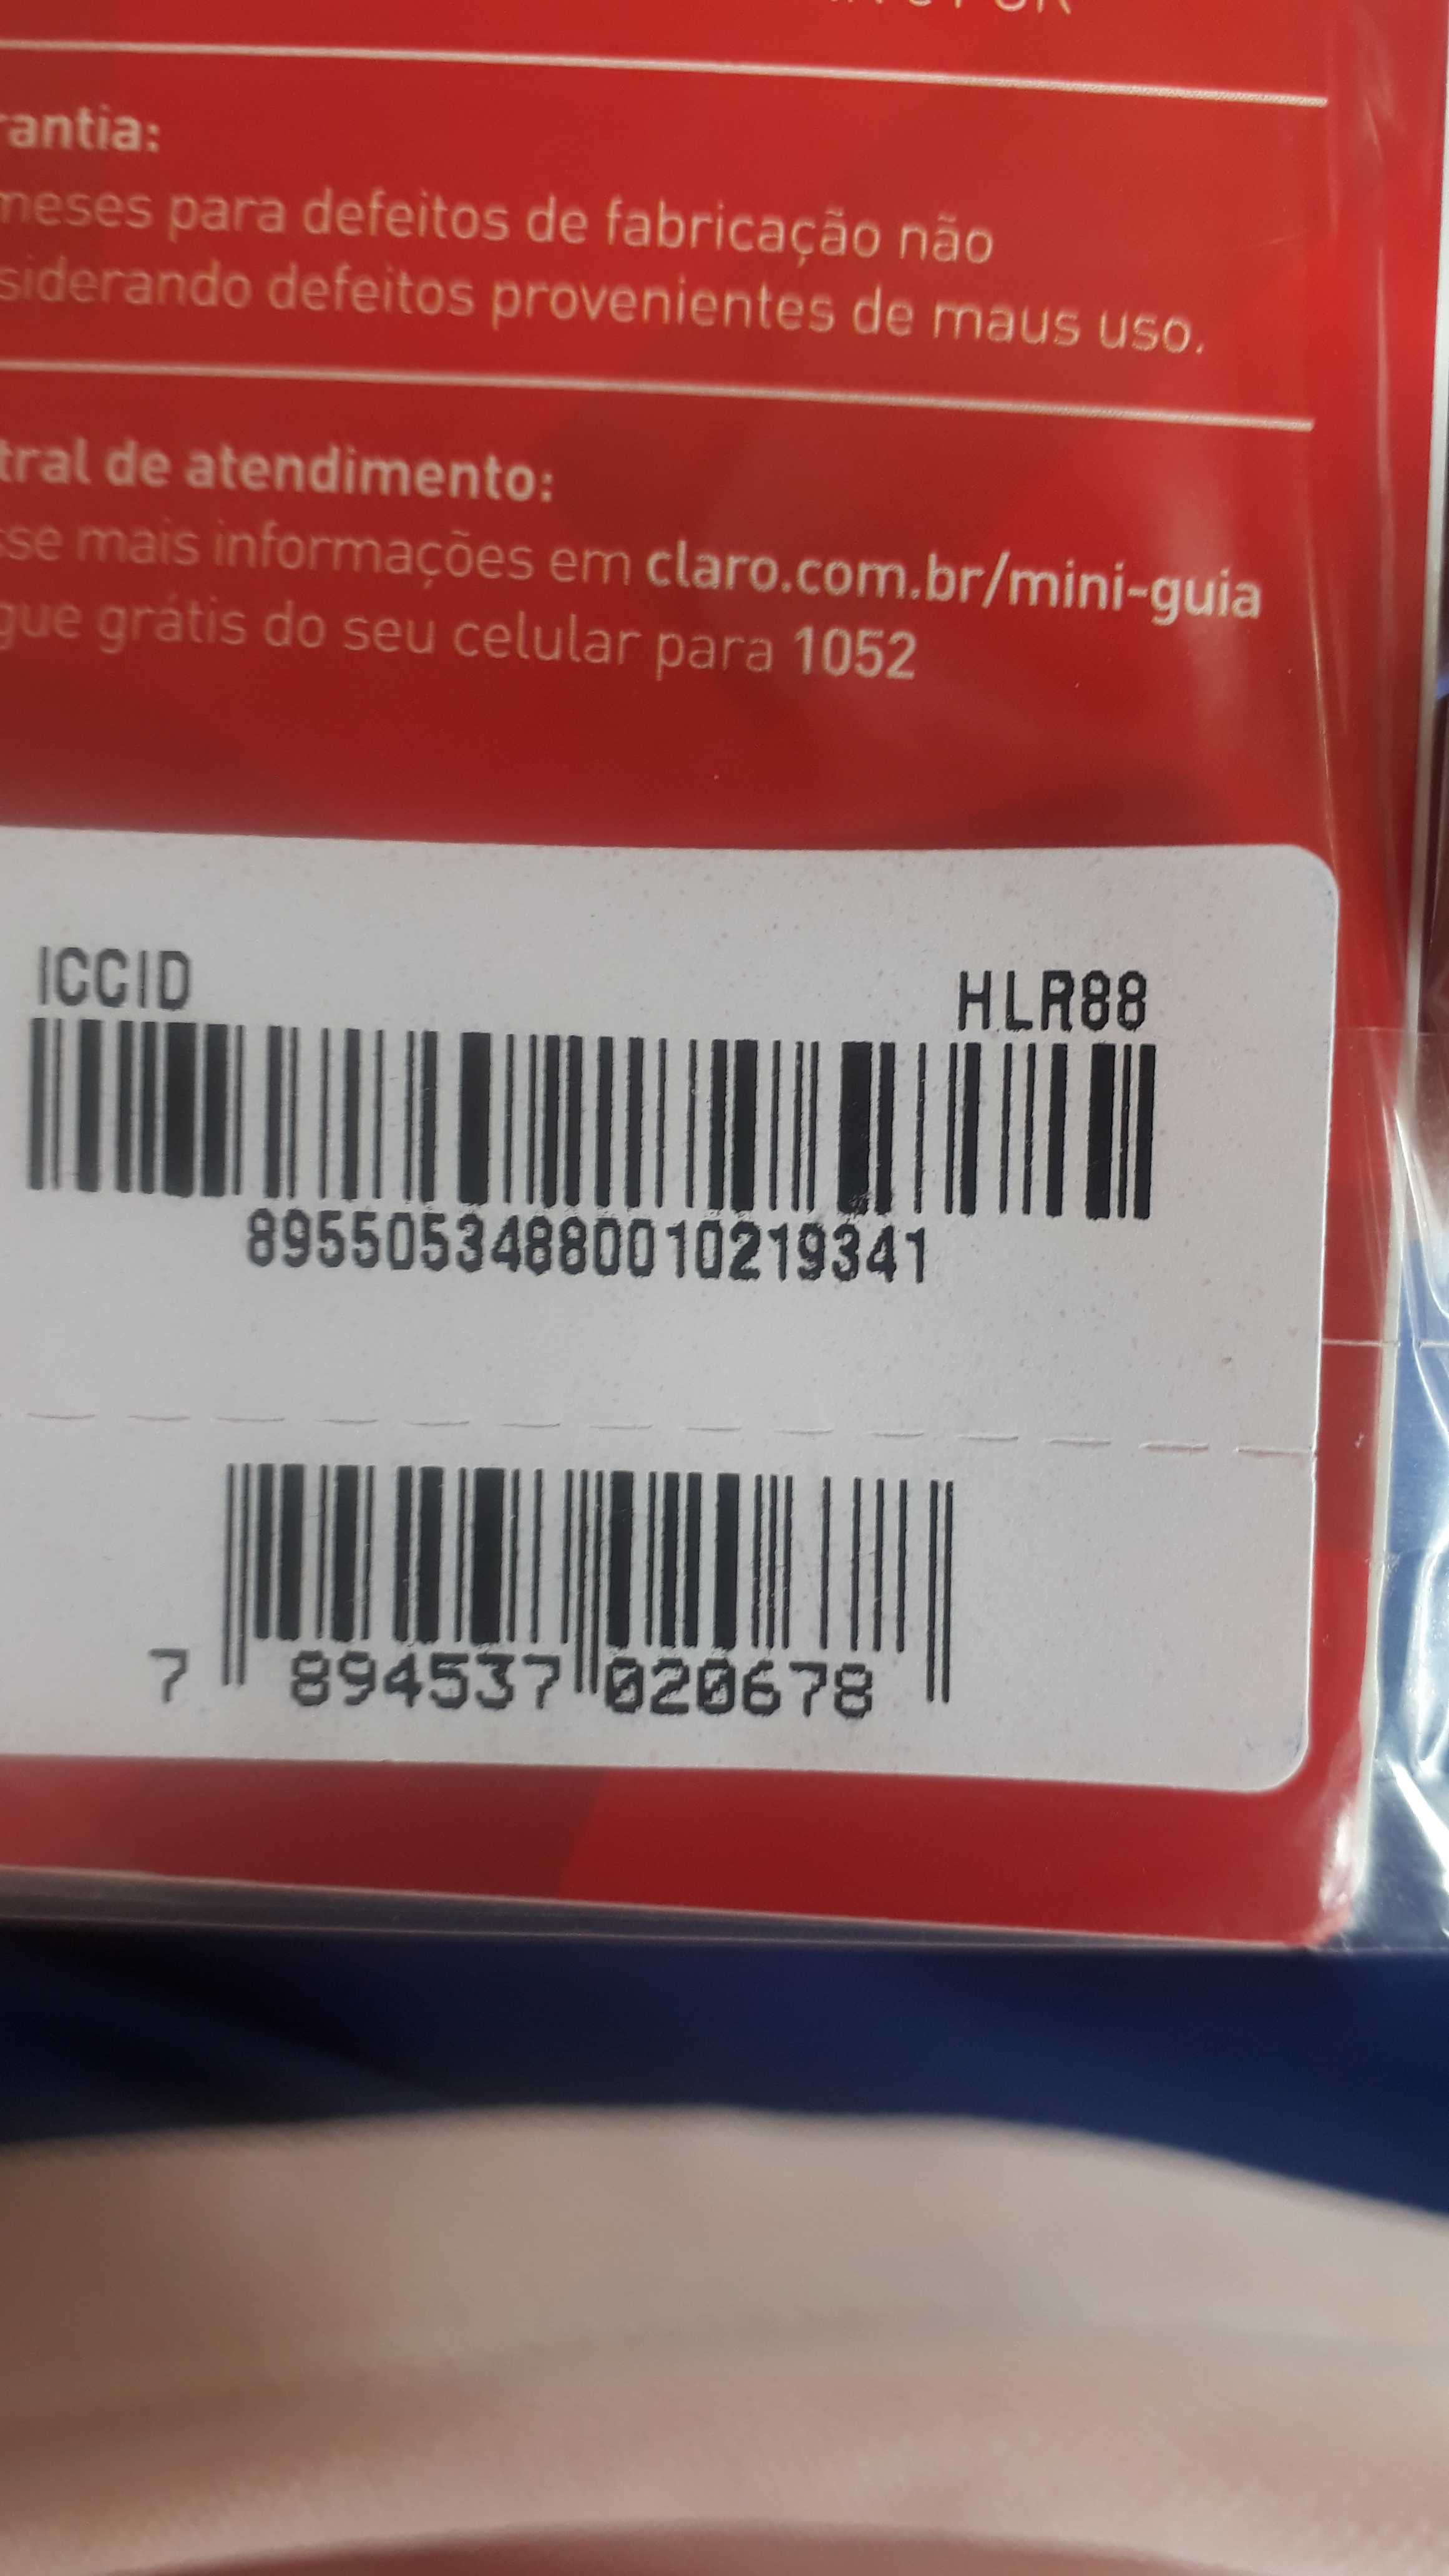 rantia:
meses para defeitos de fabricação não
siderando defeitos provenientes de maus uso.
tral de atendimento:
sse mais informações em claro.com.br/mini-guia
gue grátis do seu celular para 1052
ICCID HLR88
89550534880010219341
7 894537 020678